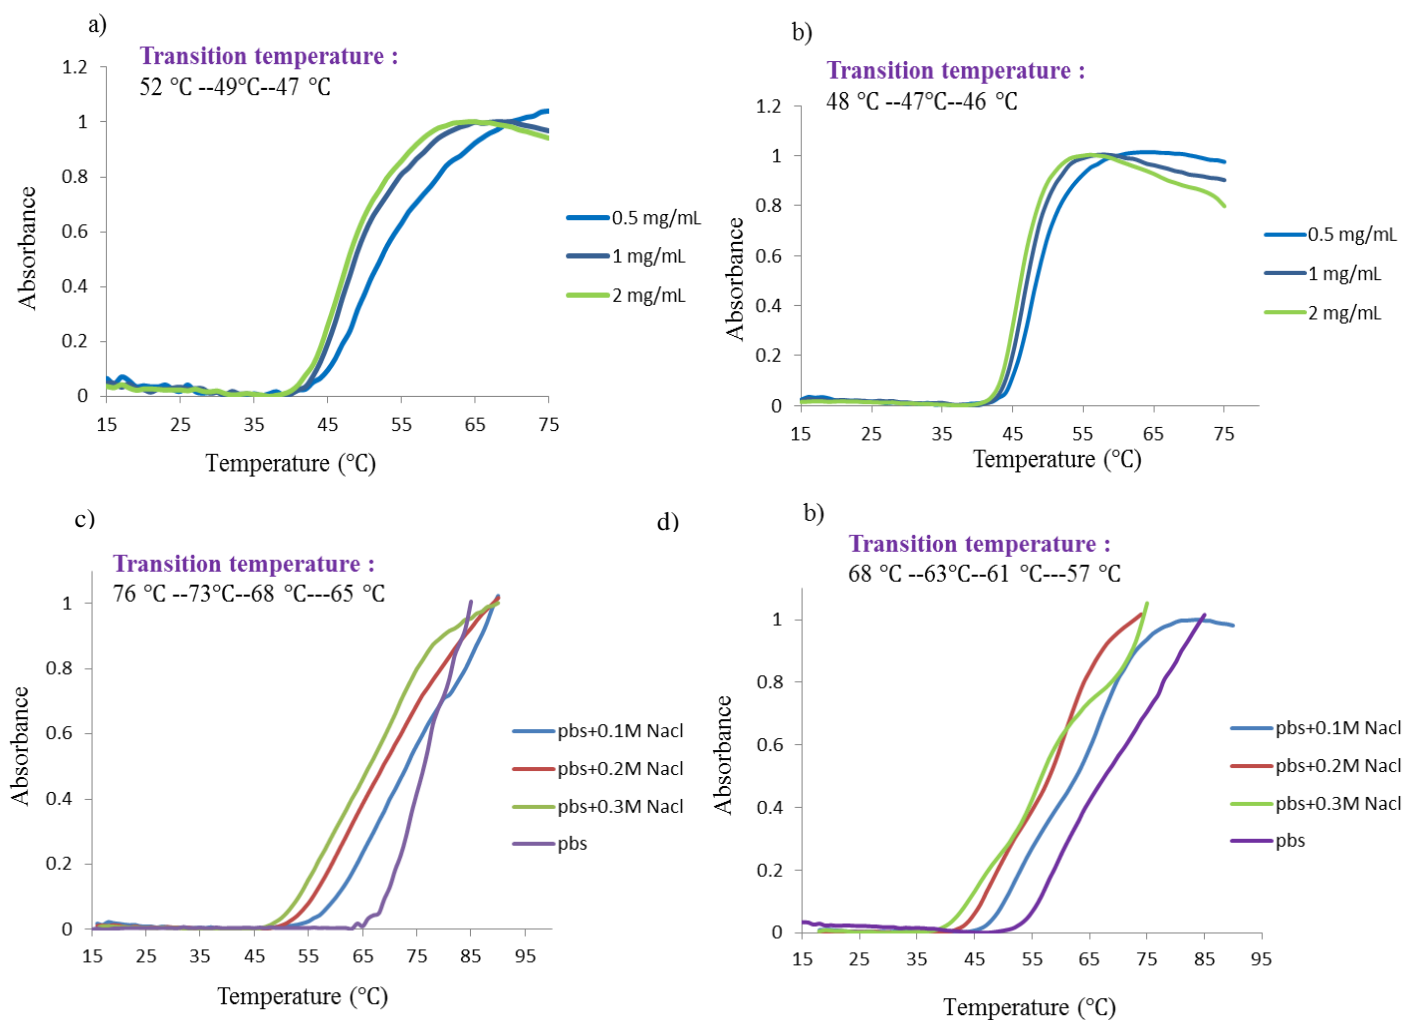 a)
Transition temperature :
52 °C --49°C--47 °C
1.2
1
0.8
0.6
0.4
0.2
0
15
25
35
45
55
65
75
Absorbance
Temperature (°C)
0.5 mg/mL
1 mg/mL
2 mg/mL
b)
Transition temperature :
48 °C --47°C--46 °C
1.2
1
0.8
0.6
0.4
0.2
0
15
25
35
45
55
65
75
Absorbance
Temperature (°C)
0.5 mg/mL
1 mg/mL
2 mg/mL
c)
Transition temperature :
76 °C --73°C--68 °C---65 °C
1
0.8
0.6
0.4
0.2
0
15
25
35
45
55
65
75
85
95
Absorbance
Temperature (°C)
pbs+0.1M Nacl
pbs+0.2M Nacl
pbs+0.3M Nacl
pbs
d)
b)
Transition temperature :
68 °C --63°C--61 °C---57 °C
1
0.8
0.6
0.4
0.2
0
15
25
35
45
55
65
75
85
95
Absorbance
Temperature (°C)
pbs+0.1M Nacl
pbs+0.2M Nacl
pbs+0.3M Nacl
pbs